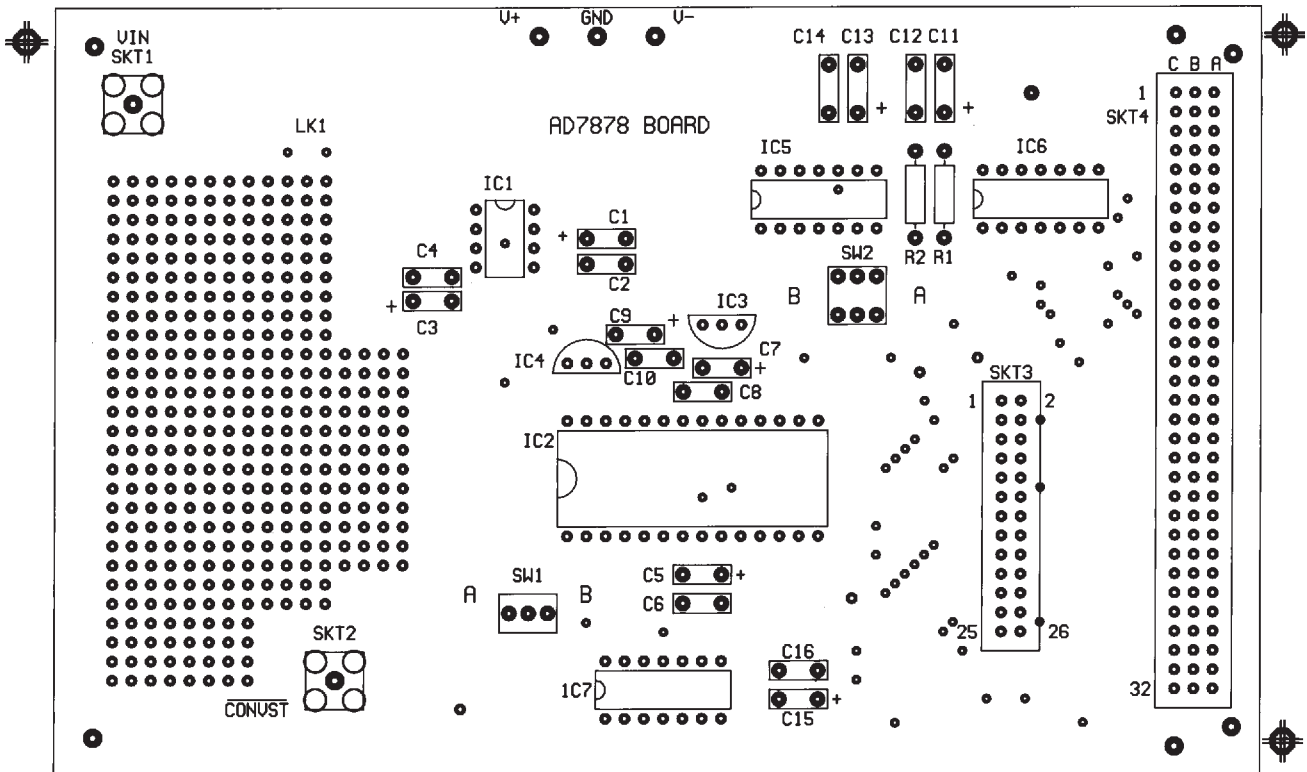 V+ GND V-
VIN
SKT1
C14 C13 C12 C11
+ +
C B A
1
SKT4
LK1
AD7878 BOARD
IC5
IC6
IC1
C1
+
C2
C4
+
C3
R2 R1
SW2
B A
IC3
C9
+
IC4
C10
C7
+
C8
SKT3
1 2
IC2
C5
+
C6
SW1
A B
25 26
SKT2
CONVST
1C7
C16
+
C15
32